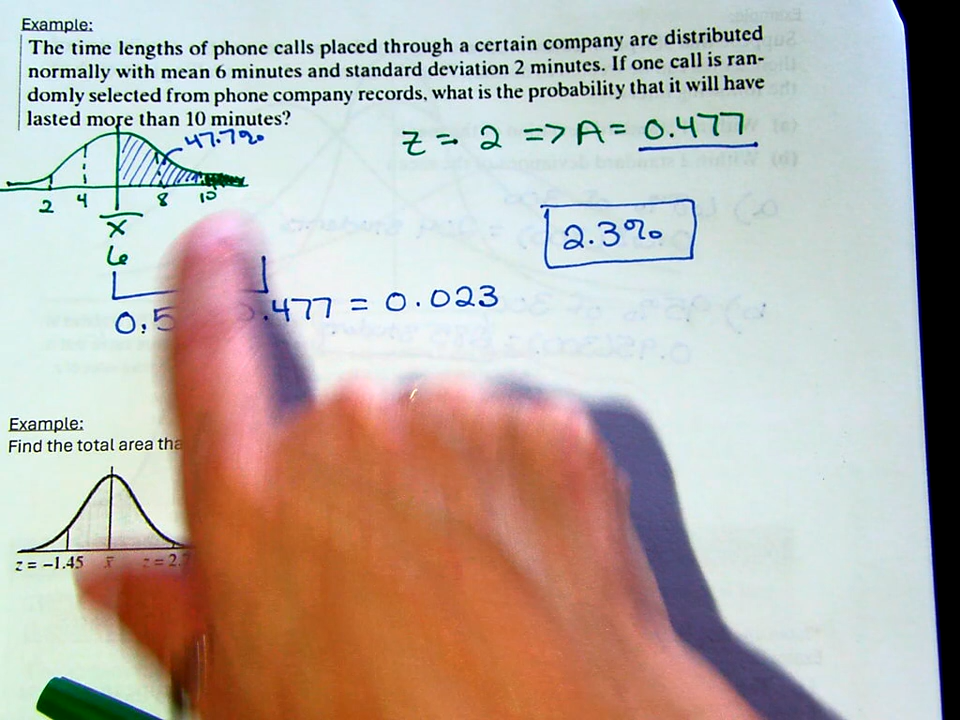 Example:
The time lengths of phone calls placed through a certain company are distributed
normally with mean 6 minutes and standard deviation 2 minutes. If one call is ran-
domly selected from phone company records, what is the probability that it will have
lasted more than 10 minutes?
47.7%
z = 2 => A = 0.477
2 4 8 10
x
6
2.3%
0.5 .477 = 0.023
Example:
Find the total area
z = −1.45 x̄ z = 2.